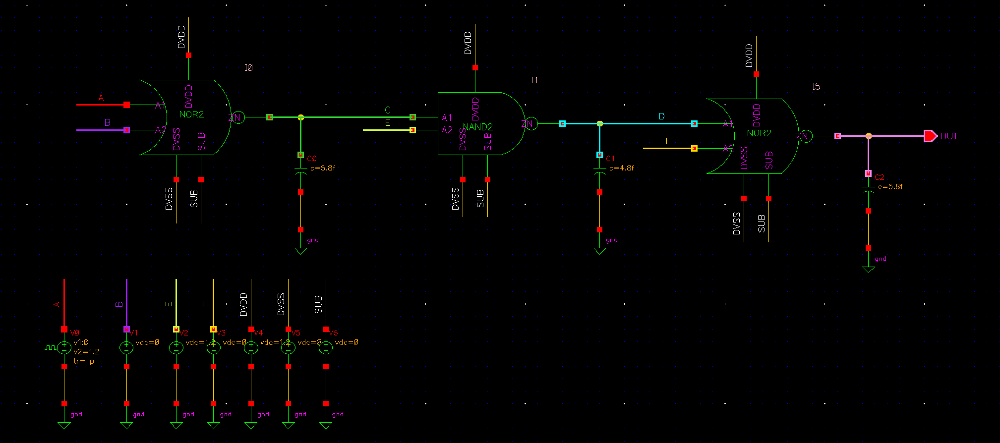 DVDD
I0
A
A1
DVDD
NOR2
ZN
B
A2
DVSS
SUB
DVSS
SUB
C
E
C0
c=5.8f
gnd
DVDD
I1
A1
DVDD
A2
NAND2
ZN
DVSS
SUB
DVSS
SUB
D
F
C1
c=4.8f
gnd
DVDD
I5
A1
DVDD
NOR2
ZN
A2
DVSS
SUB
DVSS
SUB
OUT
C2
c=5.8f
gnd
A
V0
v1:0
v2=1.2
tr=1p
gnd
B
V1
vdc=0
gnd
E
V2
vdc=1.2
gnd
F
V3
vdc=0
gnd
DVDD
V4
vdc=1.2
gnd
DVSS
V5
vdc=0
gnd
SUB
V6
vdc=0
gnd